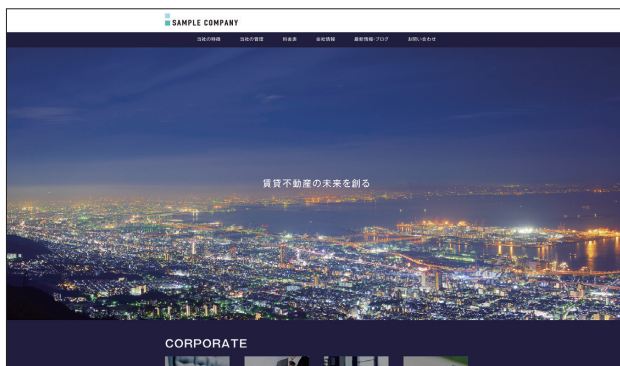 SAMPLE COMPANY
当社の特徴 当社の管理 料金表 会社情報 最新情報・ブログ お問い合わせ
賃貸不動産の未来を創る
CORPORATE